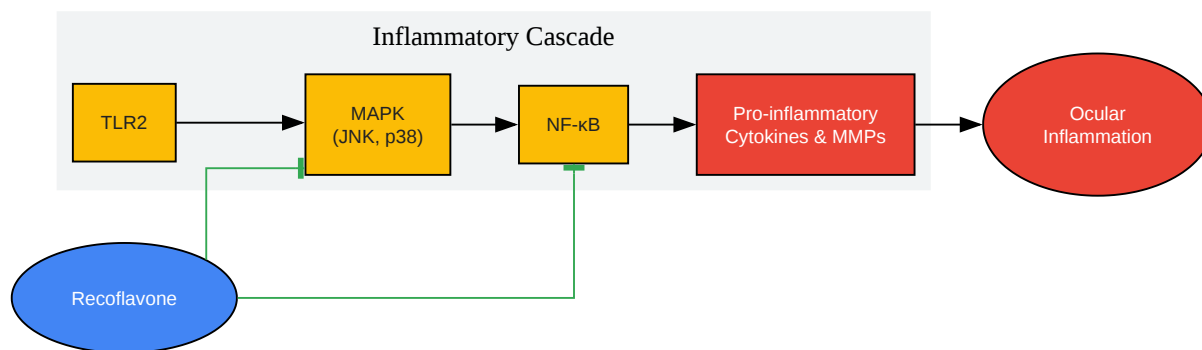 Inflammatory Cascade
TLR2
MAPK
(JNK, p38)
NF-κB
Pro-inflammatory
Cytokines & MMPs
Ocular
Inflammation
Recoflavone